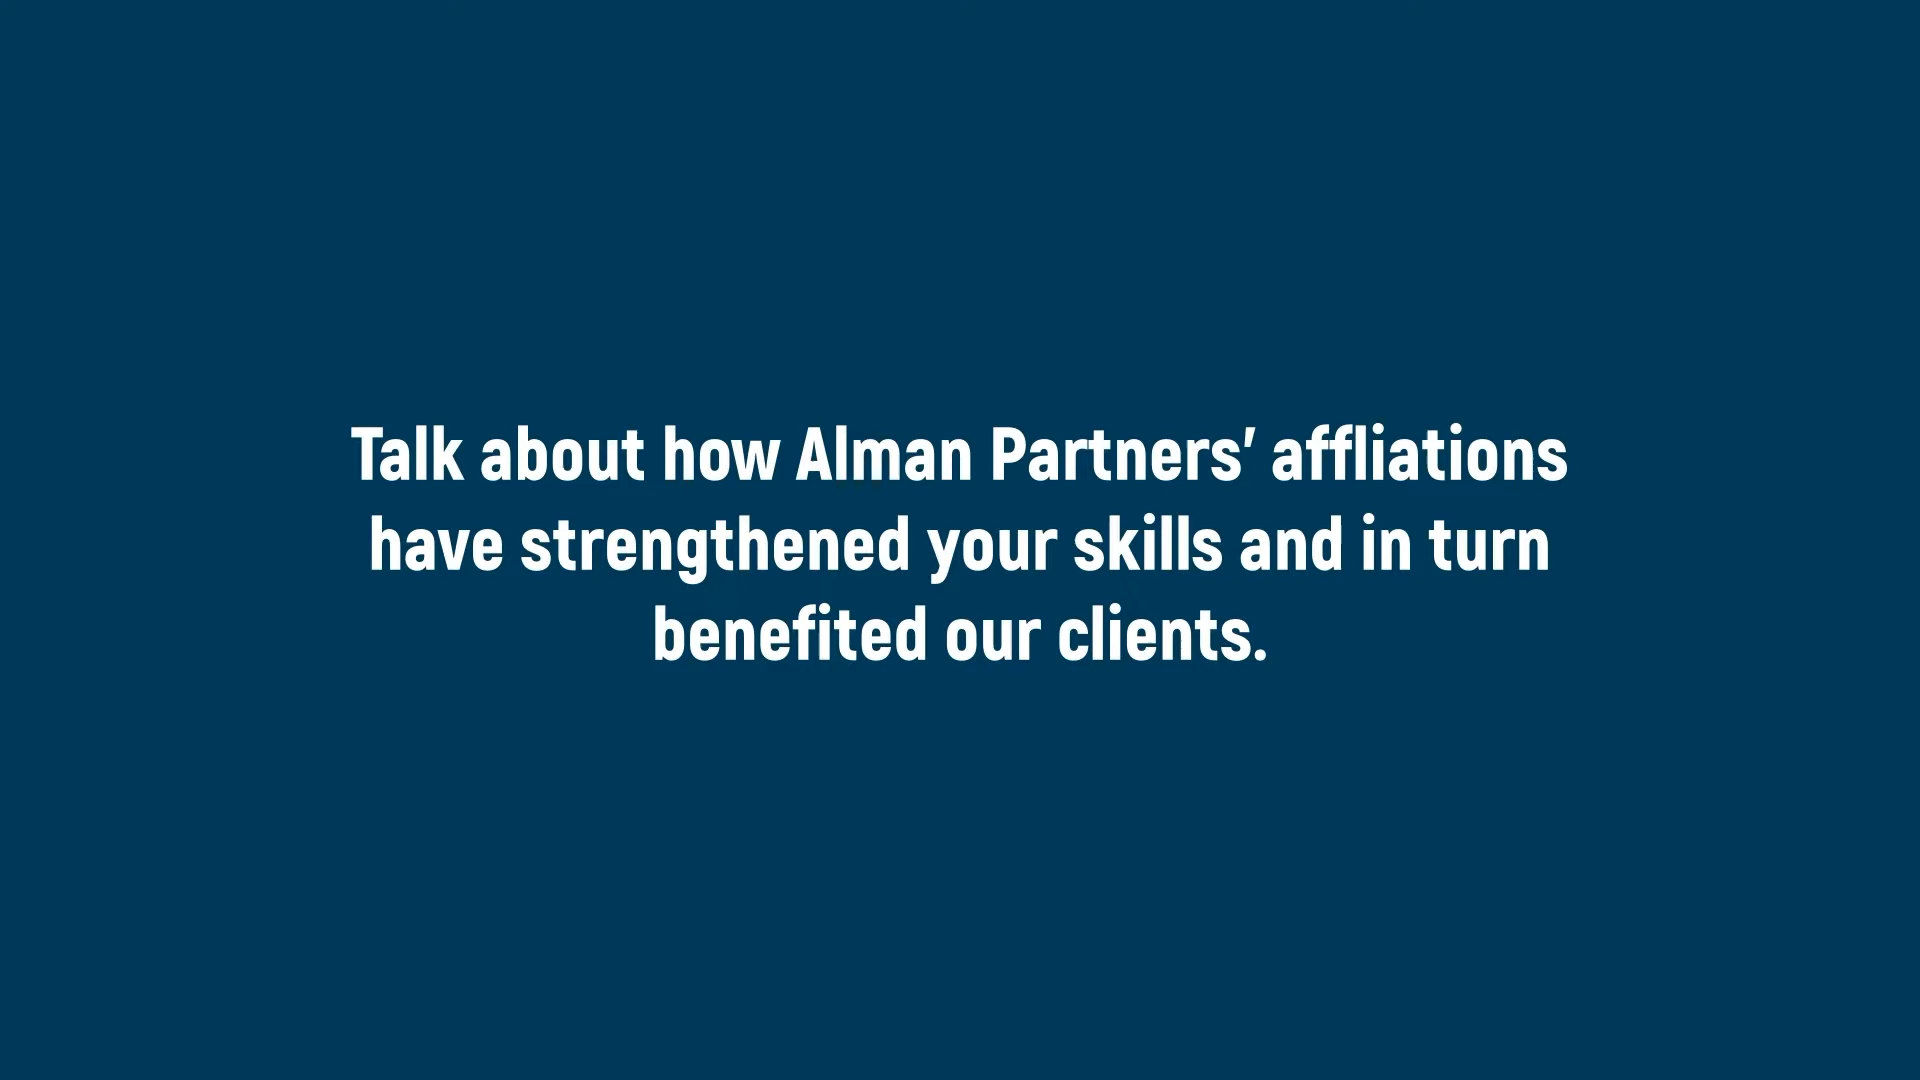 Talk about how Alman Partners’ affliations
have strengthened your skills and in turn
benefited our clients.